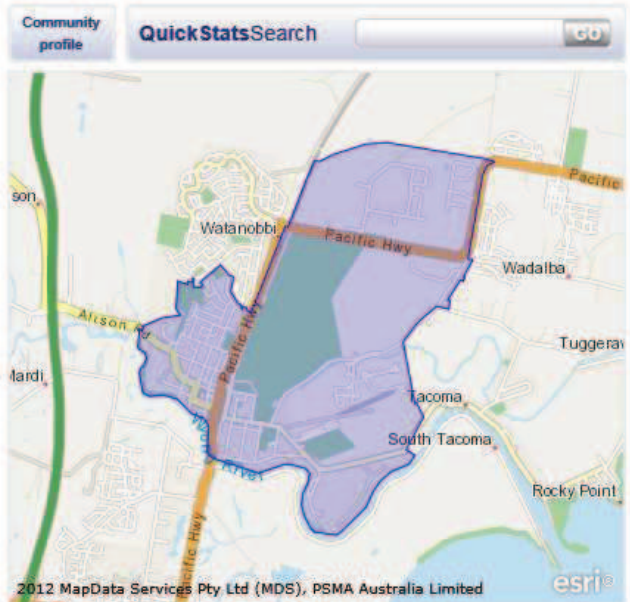 Community
profile
QuickStatsSearch
GO
Pacific
son
Watanobbi
Pacific Hwy
Wadalba
Alison Rd
Pacific Hwy
Tuggera
Mardi
Tacoma
South Tacoma
River
Rocky Point
Pacific Hwy
2012 MapData Services Pty Ltd (MDS), PSMA Australia Limited
esri